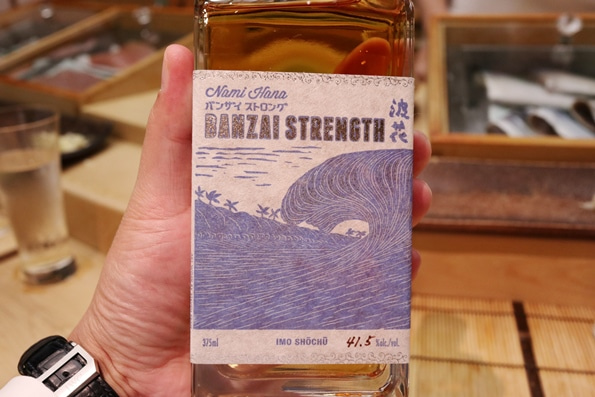 Nami Hana
バンザイ ストロング
BANZAI STRENGTH
波花
375ml
IMO SHŌCHŪ
41.5 %alc./vol.